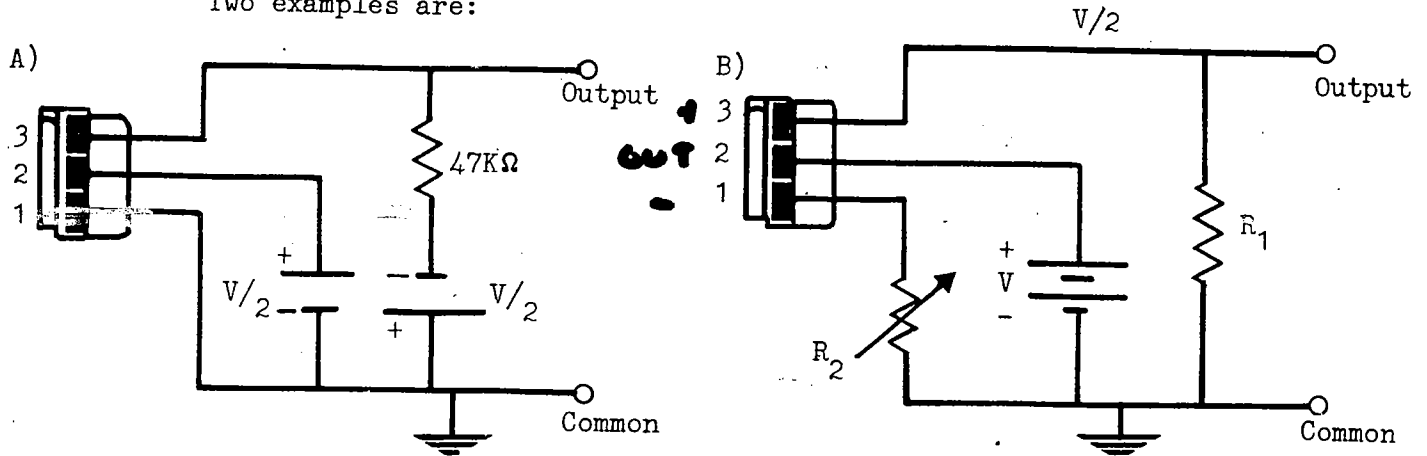 Two examples are:
A)
3
2
1
Output
47KΩ
+
V/2
-
-
V/2
+
Common
B)
V/2
+
3
OUT
2
-
1
Output
R1
+
V
-
R2
Common